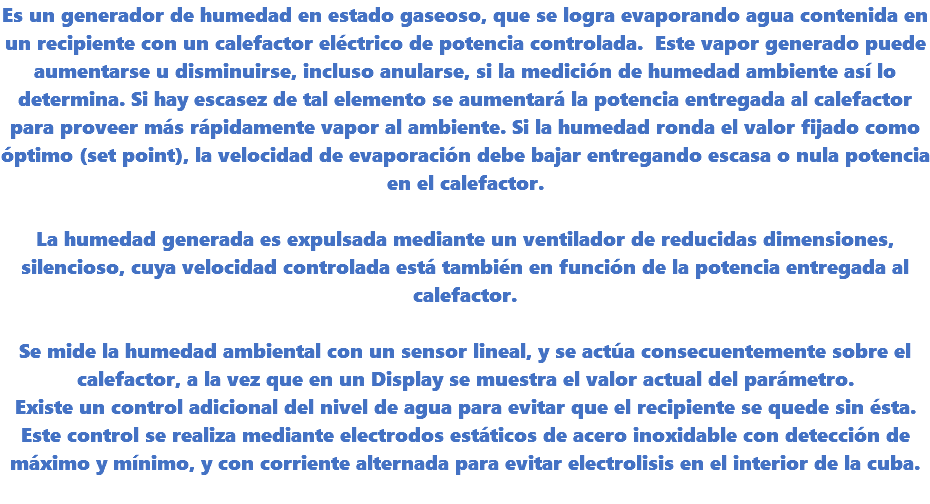 Es un generador de humedad en estado gaseoso, que se logra evaporando agua contenida en
un recipiente con un calefactor eléctrico de potencia controlada.  Este vapor generado puede
aumentarse u disminuirse, incluso anularse, si la medición de humedad ambiente así lo
determina. Si hay escasez de tal elemento se aumentará la potencia entregada al calefactor
para proveer más rápidamente vapor al ambiente. Si la humedad ronda el valor fijado como
óptimo (set point), la velocidad de evaporación debe bajar entregando escasa o nula potencia
en el calefactor.

La humedad generada es expulsada mediante un ventilador de reducidas dimensiones,
silencioso, cuya velocidad controlada está también en función de la potencia entregada al
calefactor.

Se mide la humedad ambiental con un sensor lineal, y se actúa consecuentemente sobre el
calefactor, a la vez que en un Display se muestra el valor actual del parámetro.
Existe un control adicional del nivel de agua para evitar que el recipiente se quede sin ésta.
Este control se realiza mediante electrodos estáticos de acero inoxidable con detección de
máximo y mínimo, y con corriente alternada para evitar electrolisis en el interior de la cuba.